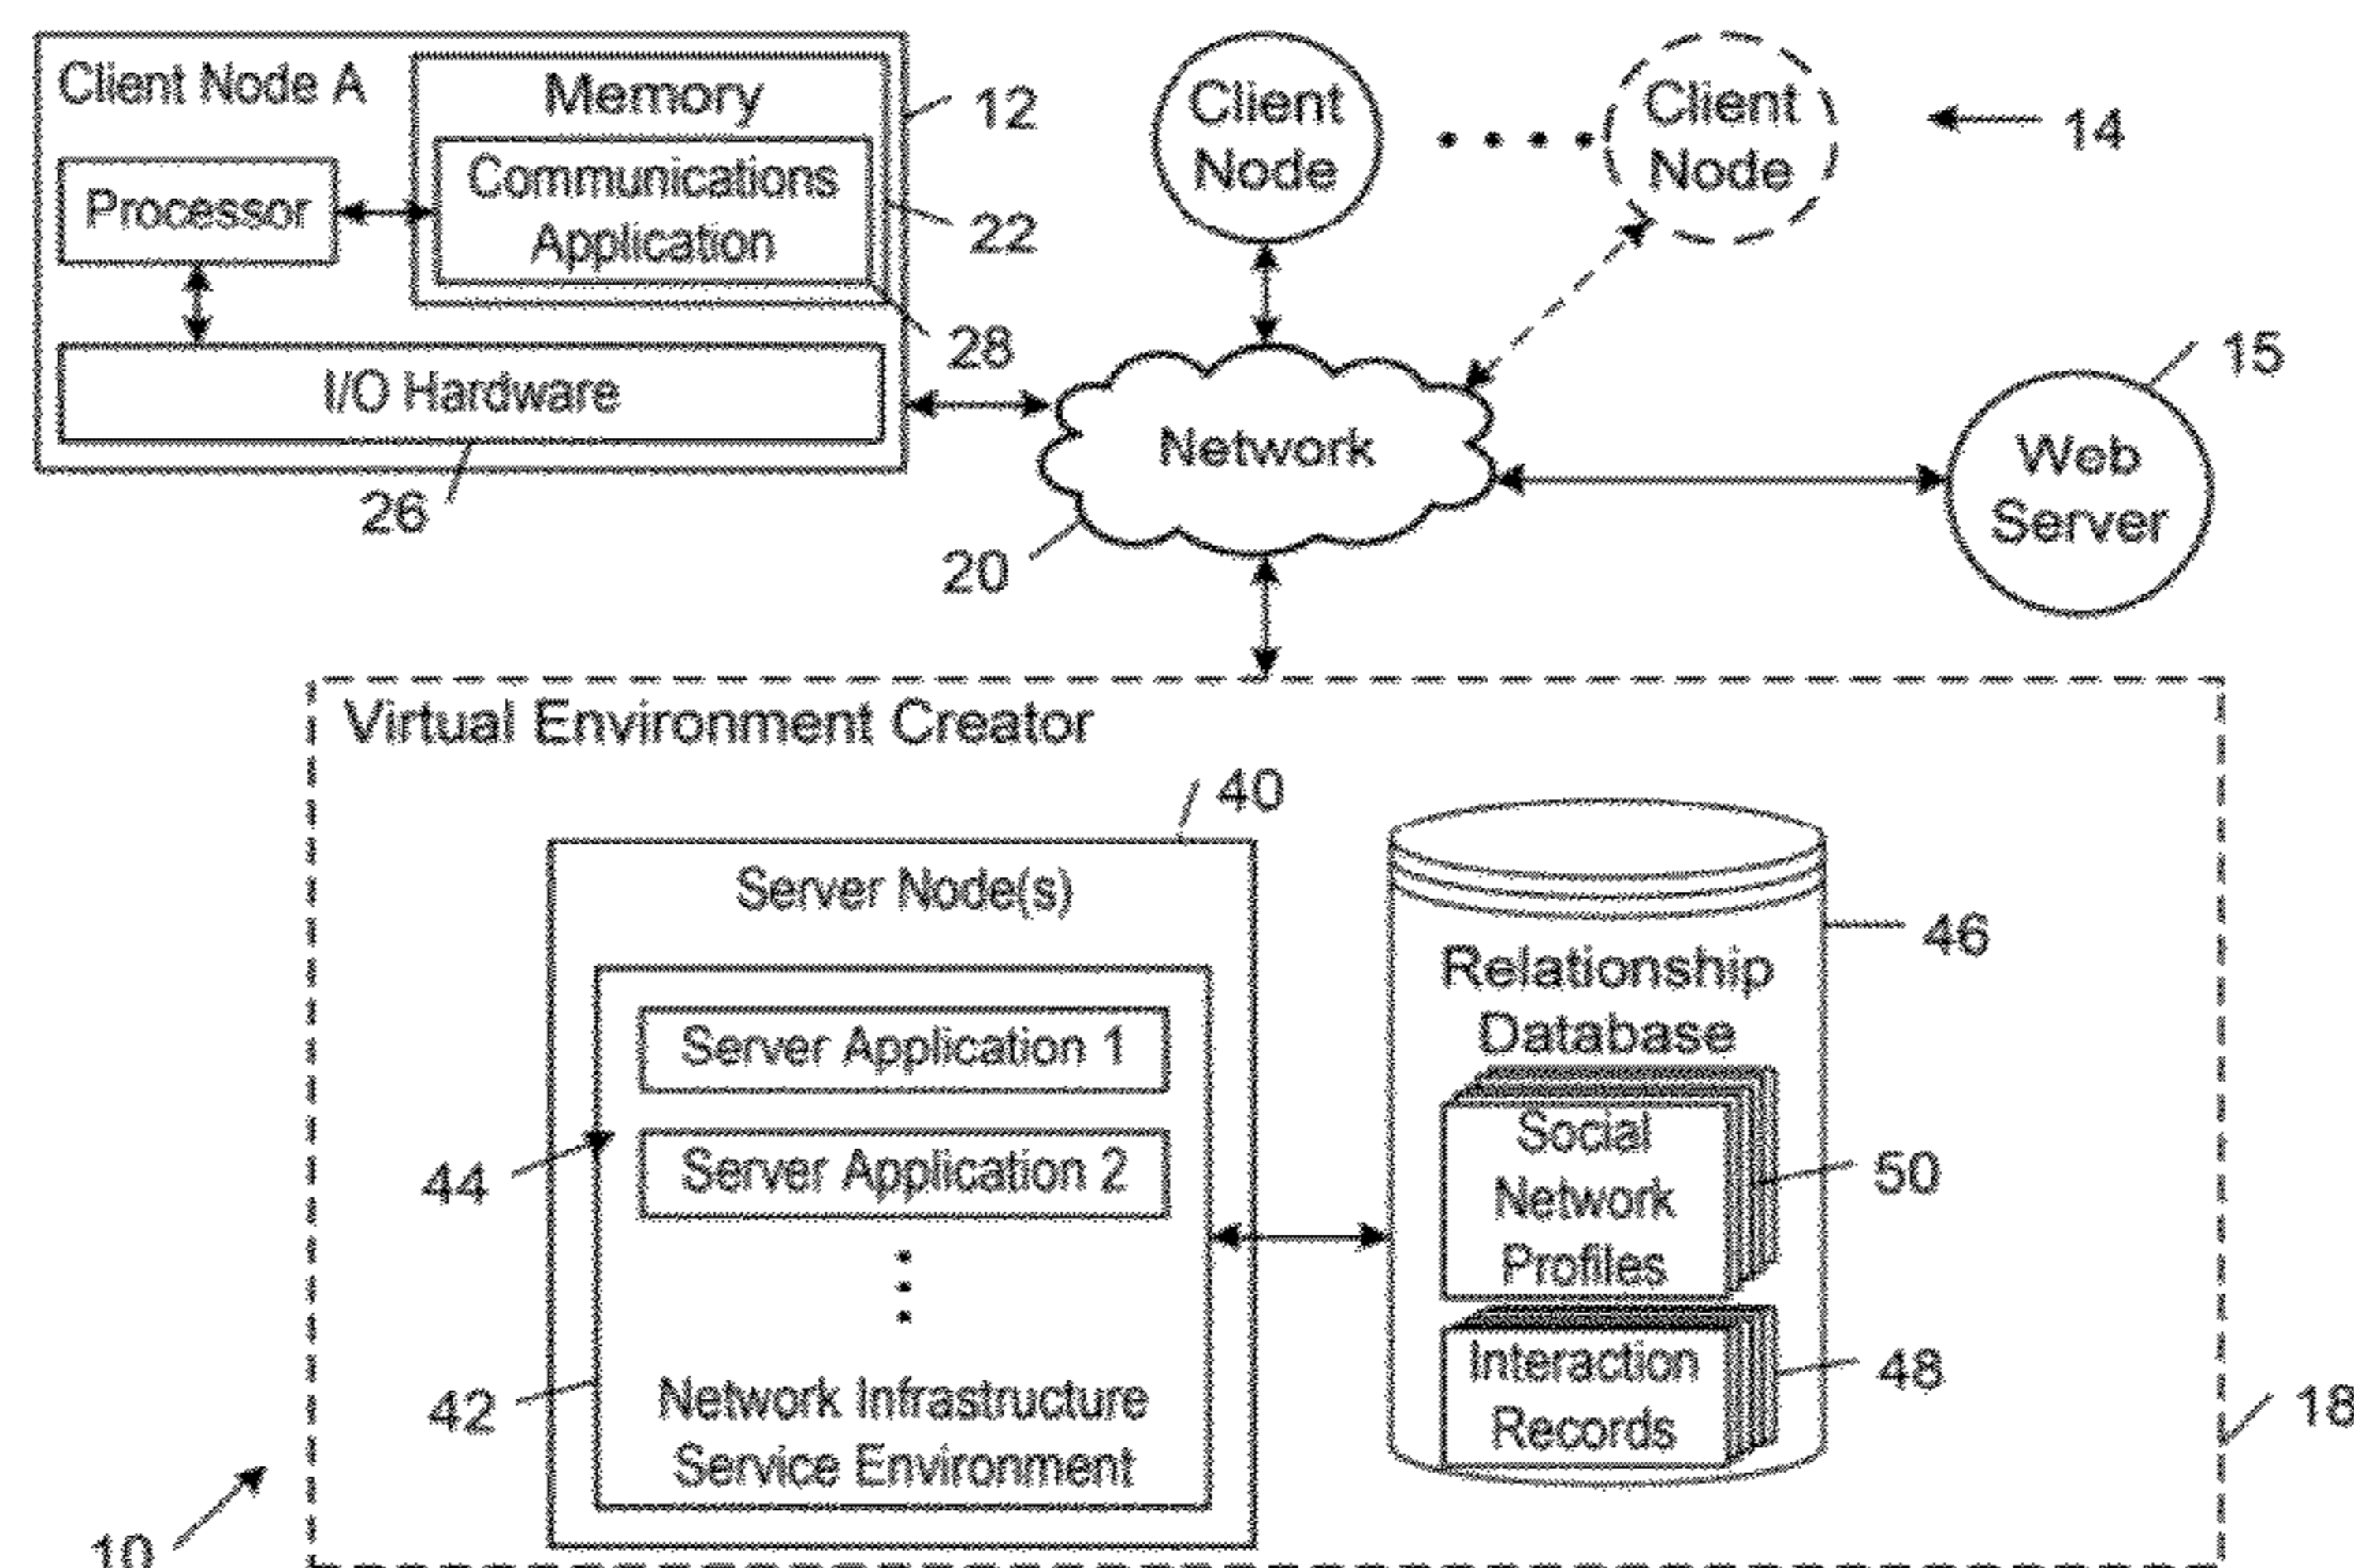 Client Node A
Memory
Communications
Application
Processor
I/O Hardware
12
22
28
26
Client
Node
Client
Node
14
Network
20
15
Web
Server
Virtual Environment Creator
40
Server Node(s)
Server Application 1
Server Application 2
44
42
Network Infrastructure
Service Environment
46
Relationship
Database
Social
Network
Profiles
50
Interaction
Records
48
18
10